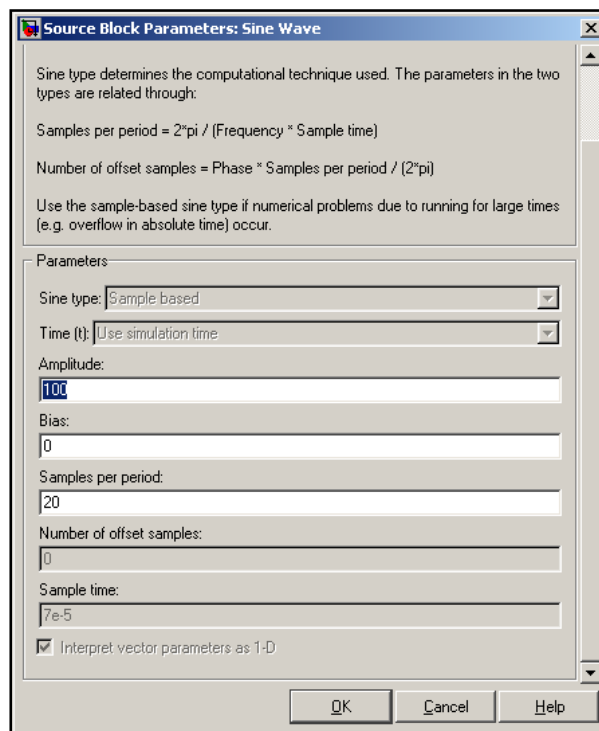 Source Block Parameters: Sine Wave
Sine type determines the computational technique used. The parameters in the two
types are related through:
Samples per period = 2*pi / (Frequency * Sample time)
Number of offset samples = Phase * Samples per period / (2*pi)
Use the sample-based sine type if numerical problems due to running for large times
(e.g. overflow in absolute time) occur.
Parameters
Sine type: Sample based
Time (t): Use simulation time
Amplitude:
100
Bias:
0
Samples per period:
20
Number of offset samples:
0
Sample time:
7e-5
Interpret vector parameters as 1-D
OK Cancel Help